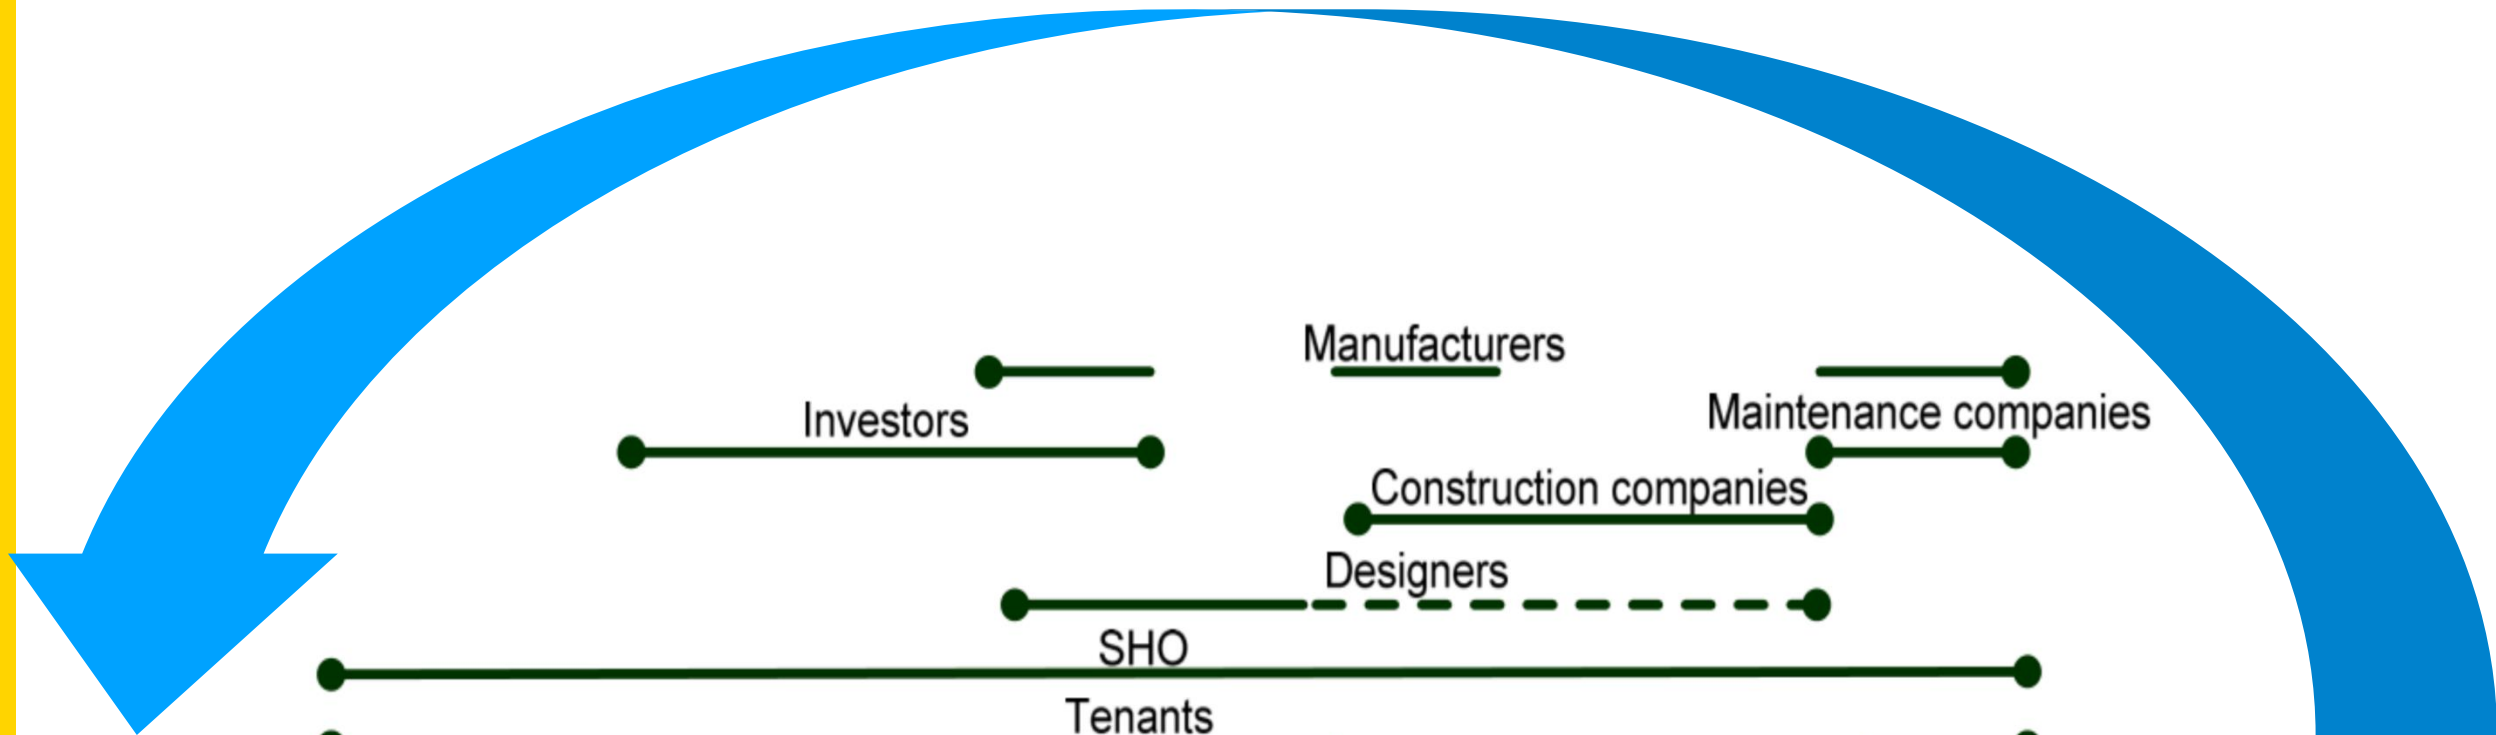 Manufacturers
Investors
Maintenance companies
Construction companies
Designers
SHO
Tenants